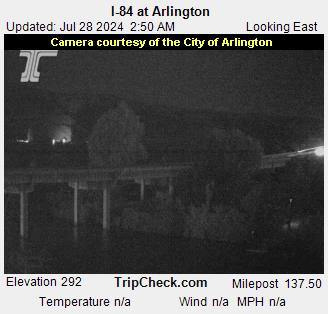 I-84 at Arlington
Updated: Jul 28 2024 2:50 AM Looking East
Camera courtesy of the City of Arlington
Elevation 292 TripCheck.com Milepost 137.50
Temperature n/a Wind n/a MPH n/a